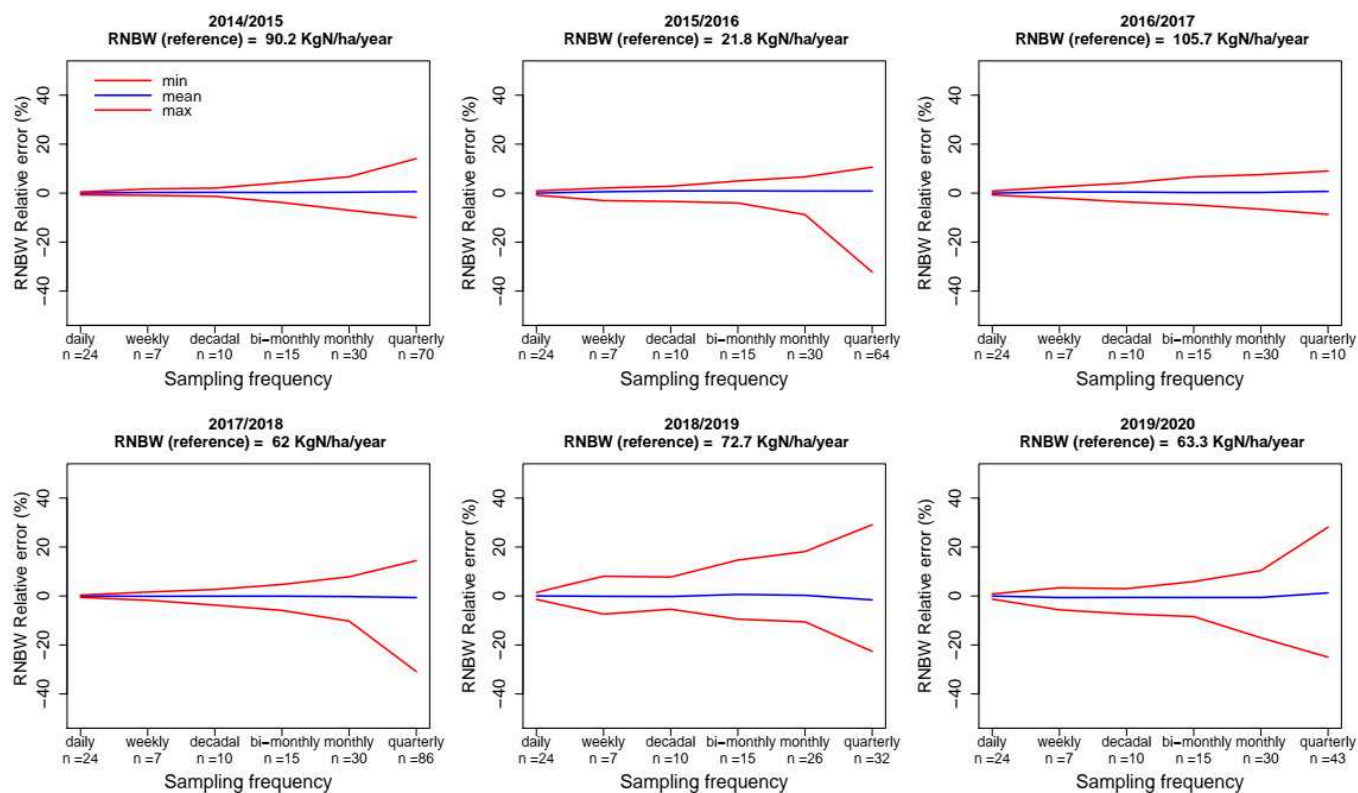 2014/2015
RNBW (reference) = 90.2 KgN/ha/year
min
mean
max
RNBW Relative error (%)
40
20
0
−20
−40
daily weekly decadal bi−monthly monthly quarterly
n =24 n =7 n =10 n =15 n =30 n =70
Sampling frequency
2015/2016
RNBW (reference) = 21.8 KgN/ha/year
RNBW Relative error (%)
40
20
0
−20
−40
daily weekly decadal bi−monthly monthly quarterly
n =24 n =7 n =10 n =15 n =30 n =64
Sampling frequency
2016/2017
RNBW (reference) = 105.7 KgN/ha/year
RNBW Relative error (%)
40
20
0
−20
−40
daily weekly decadal bi−monthly monthly quarterly
n =24 n =7 n =10 n =15 n =30 n =10
Sampling frequency
2017/2018
RNBW (reference) = 62 KgN/ha/year
RNBW Relative error (%)
40
20
0
−20
−40
daily weekly decadal bi−monthly monthly quarterly
n =24 n =7 n =10 n =15 n =30 n =86
Sampling frequency
2018/2019
RNBW (reference) = 72.7 KgN/ha/year
RNBW Relative error (%)
40
20
0
−20
−40
daily weekly decadal bi−monthly monthly quarterly
n =24 n =7 n =10 n =15 n =26 n =32
Sampling frequency
2019/2020
RNBW (reference) = 63.3 KgN/ha/year
RNBW Relative error (%)
40
20
0
−20
−40
daily weekly decadal bi−monthly monthly quarterly
n =24 n =7 n =10 n =15 n =30 n =43
Sampling frequency